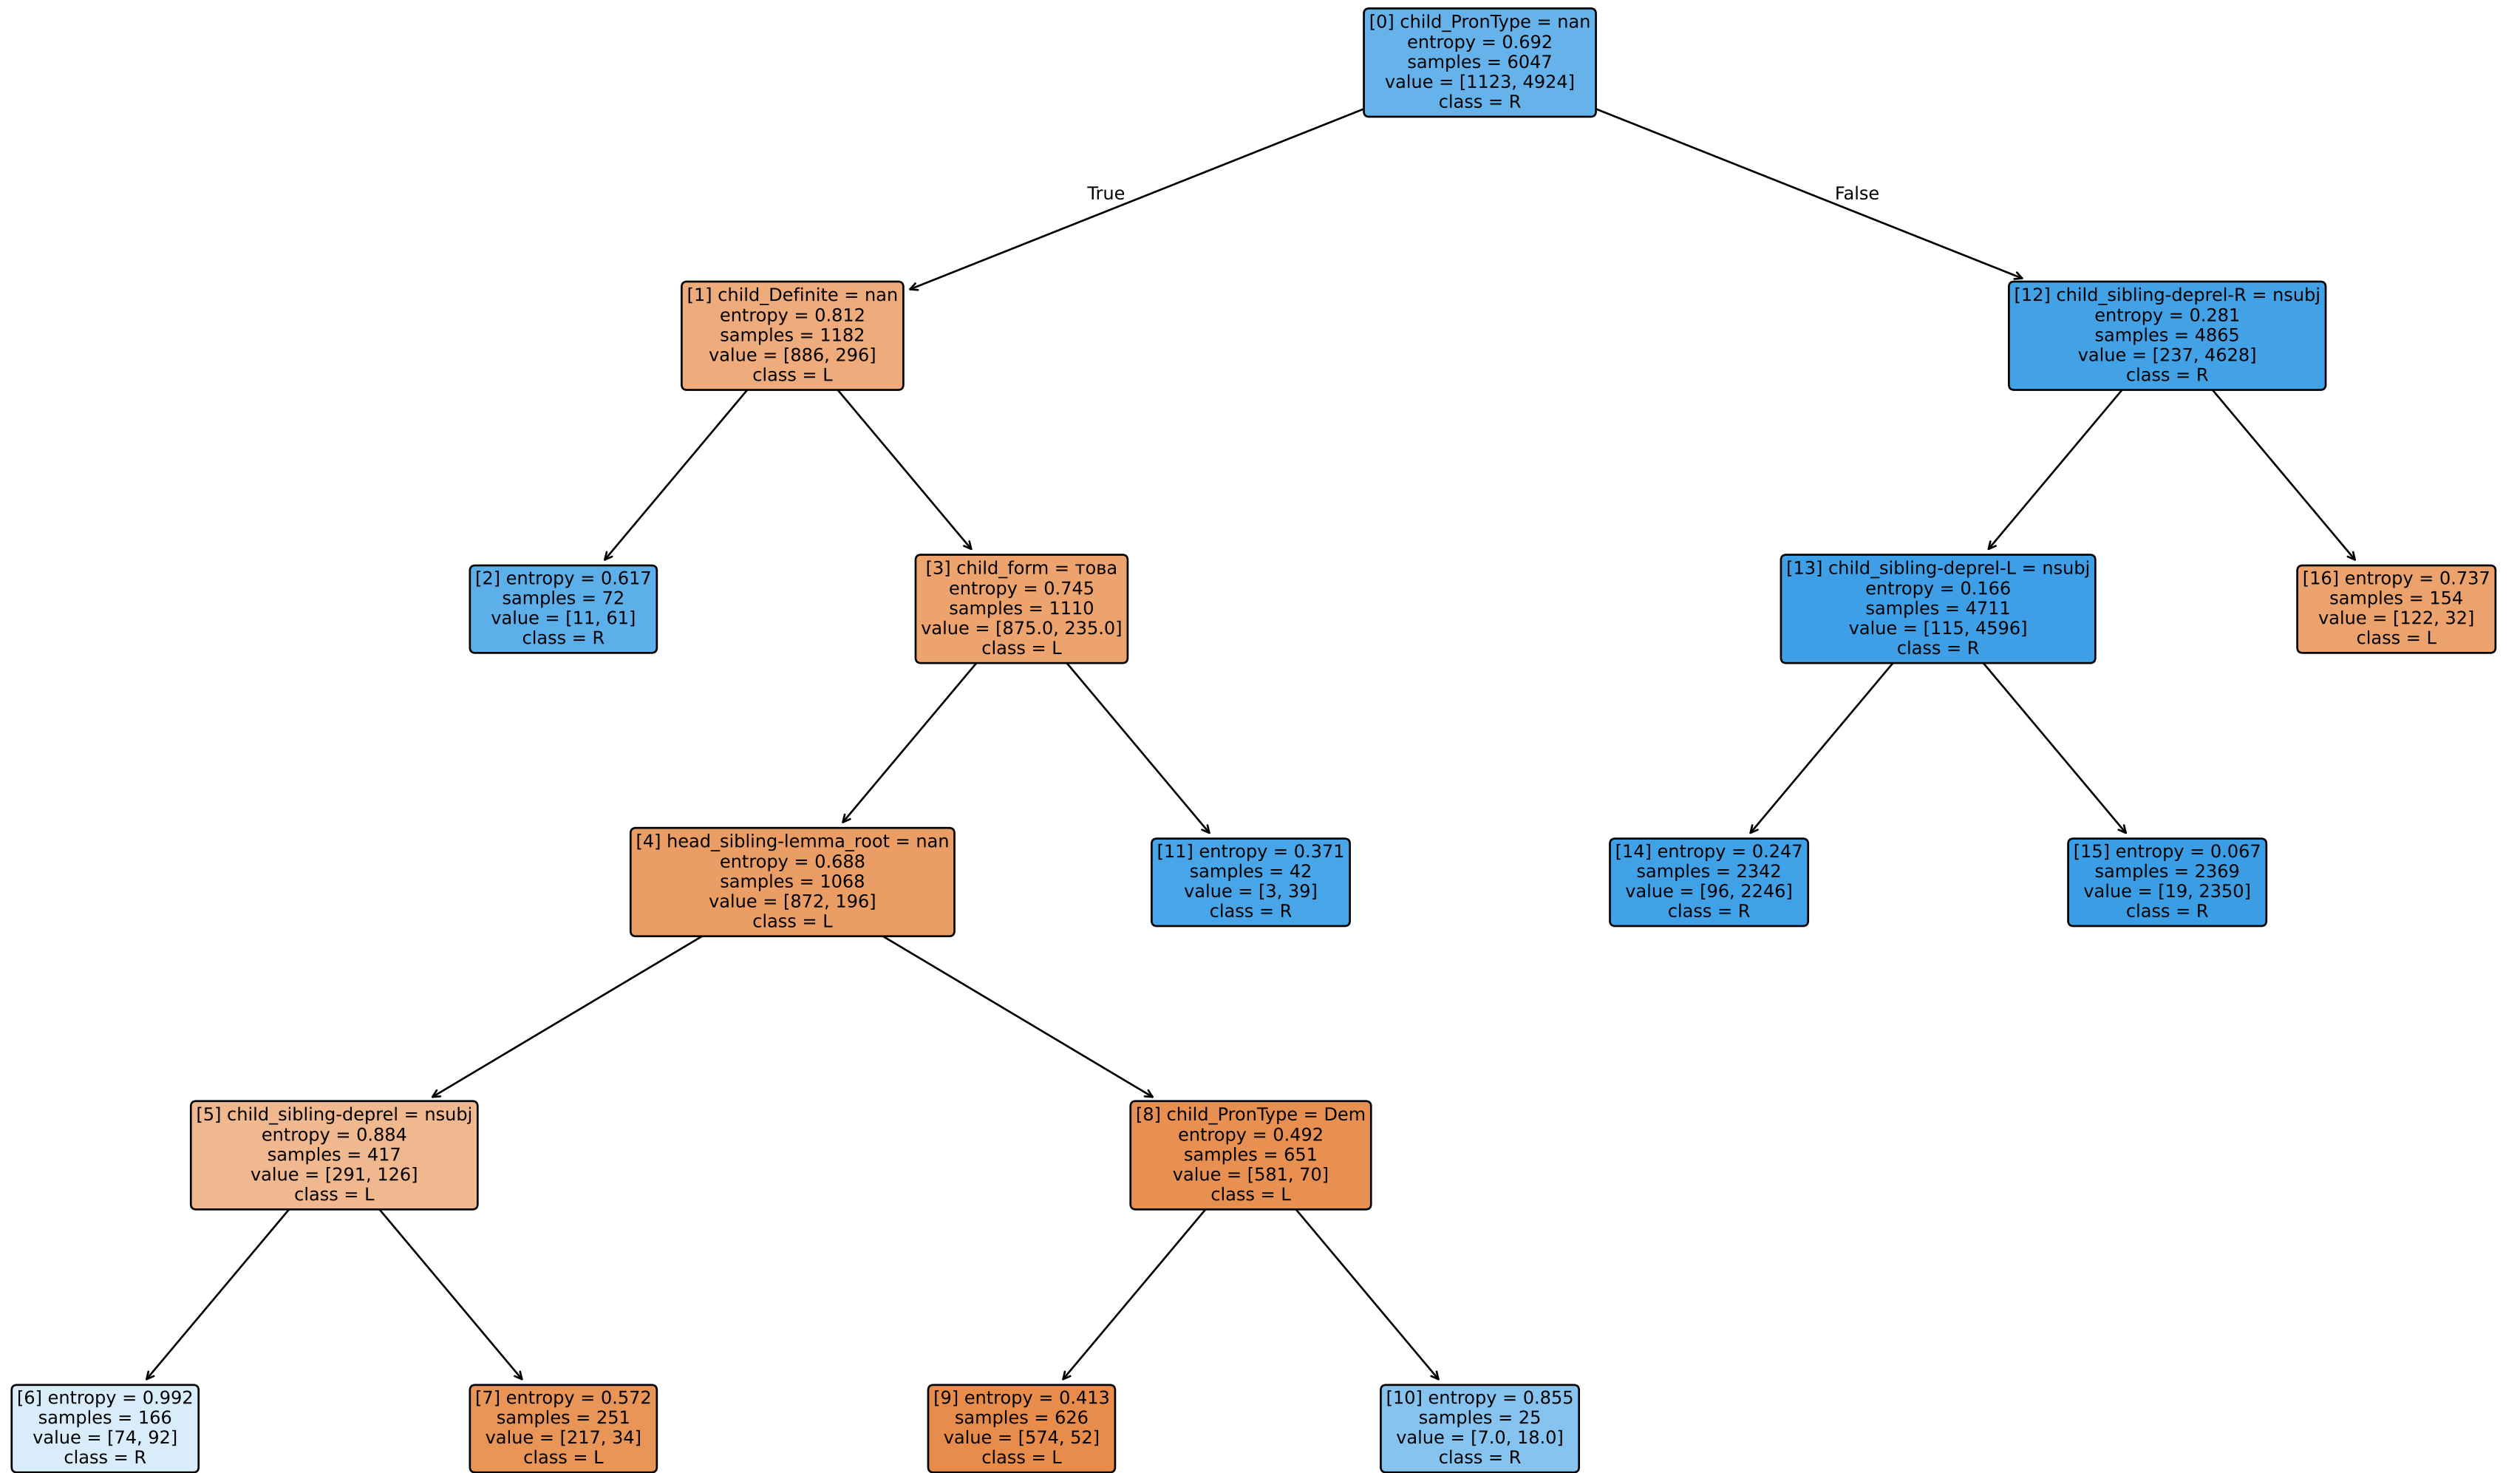 [0] child_PronType = nan
entropy = 0.692
samples = 6047
value = [1123, 4924]
class = R
True
False
[1] child_Definite = nan
entropy = 0.812
samples = 1182
value = [886, 296]
class = L
[12] child_sibling-deprel-R = nsubj
entropy = 0.281
samples = 4865
value = [237, 4628]
class = R
[2] entropy = 0.617
samples = 72
value = [11, 61]
class = R
[3] child_form = това
entropy = 0.745
samples = 1110
value = [875.0, 235.0]
class = L
[13] child_sibling-deprel-L = nsubj
entropy = 0.166
samples = 4711
value = [115, 4596]
class = R
[16] entropy = 0.737
samples = 154
value = [122, 32]
class = L
[4] head_sibling-lemma_root = nan
entropy = 0.688
samples = 1068
value = [872, 196]
class = L
[11] entropy = 0.371
samples = 42
value = [3, 39]
class = R
[14] entropy = 0.247
samples = 2342
value = [96, 2246]
class = R
[15] entropy = 0.067
samples = 2369
value = [19, 2350]
class = R
[5] child_sibling-deprel = nsubj
entropy = 0.884
samples = 417
value = [291, 126]
class = L
[8] child_PronType = Dem
entropy = 0.492
samples = 651
value = [581, 70]
class = L
[6] entropy = 0.992
samples = 166
value = [74, 92]
class = R
[7] entropy = 0.572
samples = 251
value = [217, 34]
class = L
[9] entropy = 0.413
samples = 626
value = [574, 52]
class = L
[10] entropy = 0.855
samples = 25
value = [7.0, 18.0]
class = R